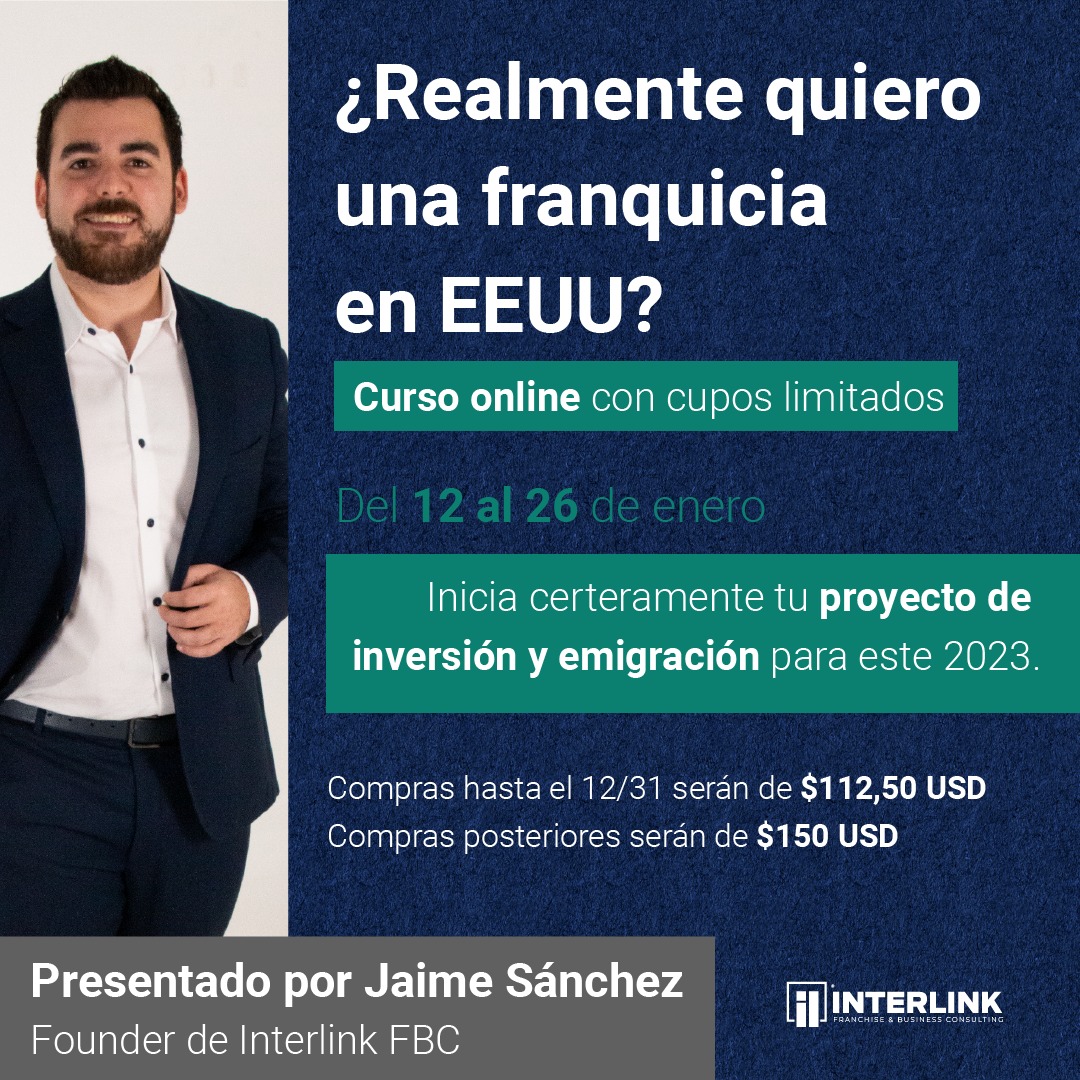 ¿Realmente quiero
una franquicia
en EEUU?
Curso online con cupos limitados
Del 12 al 26 de enero
Inicia certeramente tu proyecto de
inversión y emigración para este 2023.
Compras hasta el 12/31 serán de $112,50 USD
Compras posteriores serán de $150 USD
Presentado por Jaime Sánchez
Founder de Interlink FBC
INTERLINK
FRANCHISE & BUSINESS CONSULTING